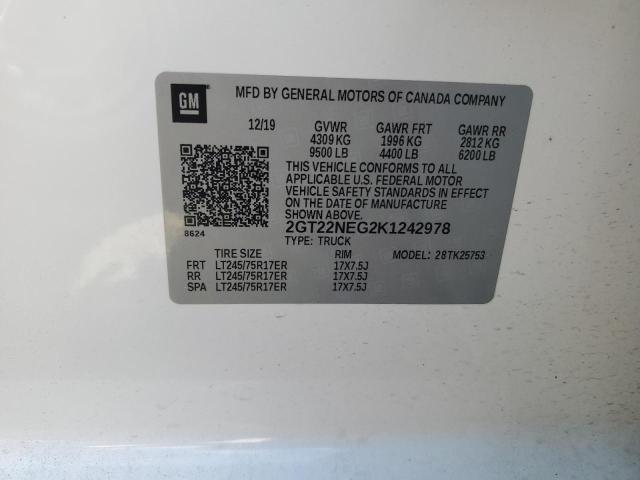 GM
MFD BY GENERAL MOTORS OF CANADA COMPANY
12/19 GVWR GAWR FRT GAWR RR
4309 KG 1996 KG 2812 KG
9500 LB 4400 LB 6200 LB
THIS VEHICLE CONFORMS TO ALL
APPLICABLE U.S. FEDERAL MOTOR
VEHICLE SAFETY STANDARDS IN EFFECT
ON THE DATE OF MANUFACTURE
SHOWN ABOVE.
8624
2GT22NEG2K1242978
TYPE: TRUCK
TIRE SIZE RIM MODEL: 28TK25753
FRT LT245/75R17ER 17X7.5J
RR LT245/75R17ER 17X7.5J
SPA LT245/75R17ER 17X7.5J